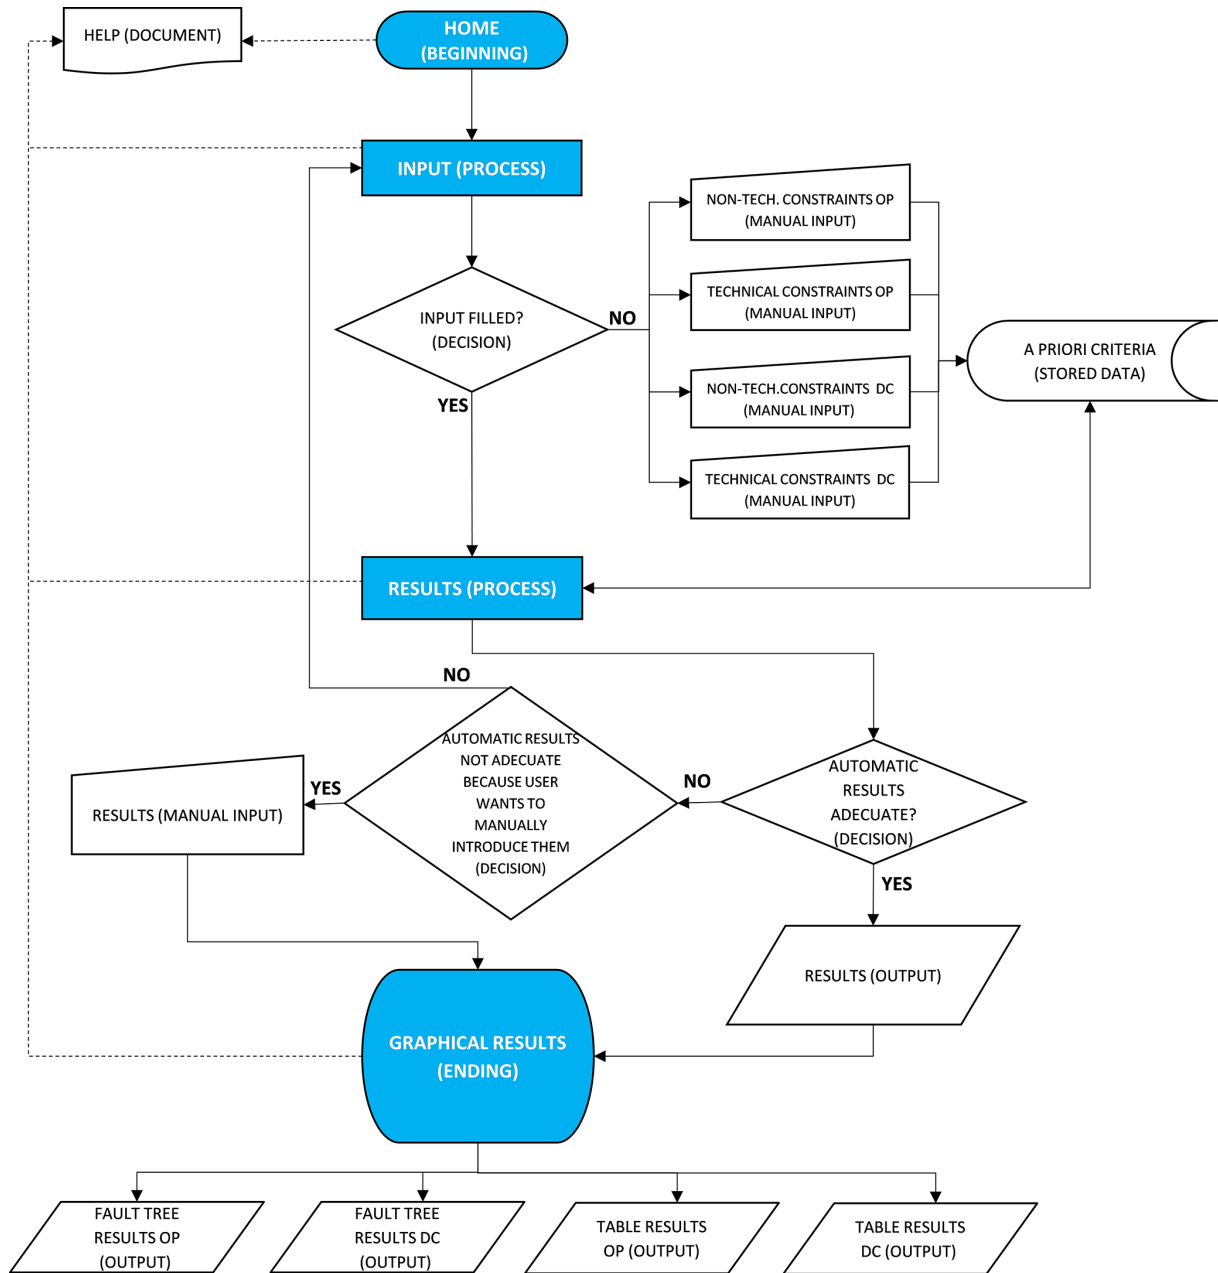 HELP (DOCUMENT)
HOME
(BEGINNING)
INPUT (PROCESS)
NON-TECH. CONSTRAINTS OP
(MANUAL INPUT)
TECHNICAL CONSTRAINTS OP
(MANUAL INPUT)
INPUT FILLED?
(DECISION)
NO
YES
A PRIORI CRITERIA
(STORED DATA)
NON-TECH.CONSTRAINTS DC
(MANUAL INPUT)
TECHNICAL CONSTRAINTS DC
(MANUAL INPUT)
RESULTS (PROCESS)
NO
AUTOMATIC RESULTS
NOT ADECUATE
BECAUSE USER
WANTS TO
MANUALLY
INTRODUCE THEM
(DECISION)
YES
NO
AUTOMATIC
RESULTS
ADECUATE?
(DECISION)
YES
RESULTS (MANUAL INPUT)
RESULTS (OUTPUT)
GRAPHICAL RESULTS
(ENDING)
FAULT TREE
RESULTS OP
(OUTPUT)
FAULT TREE
RESULTS DC
(OUTPUT)
TABLE RESULTS
OP (OUTPUT)
TABLE RESULTS
DC (OUTPUT)